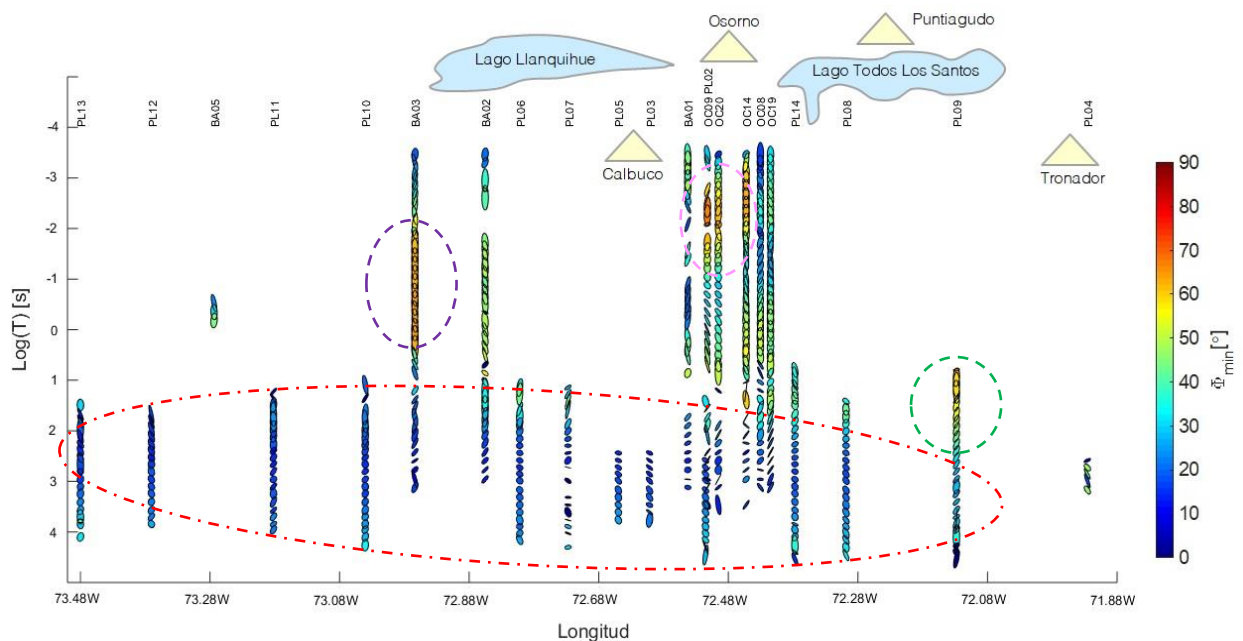 Osorno
Puntiagudo
Lago Llanquihue
Lago Todos Los Santos
PL13
PL12
BA05
PL11
PL10
BA03
BA02
PL06
PL07
PL05
PL03
BA01
OC09 PL02
OC20
OC14
OC08
OC19
PL14
PL08
PL09
PL04
Calbuco
Tronador
-4
-3
-2
-1
0
1
2
3
4
Log(T) [s]
73.48W
73.28W
73.08W
72.88W
72.68W
72.48W
72.28W
72.08W
71.88W
Longitud
90
80
70
60
50
40
30
20
10
0
Φmin[°]